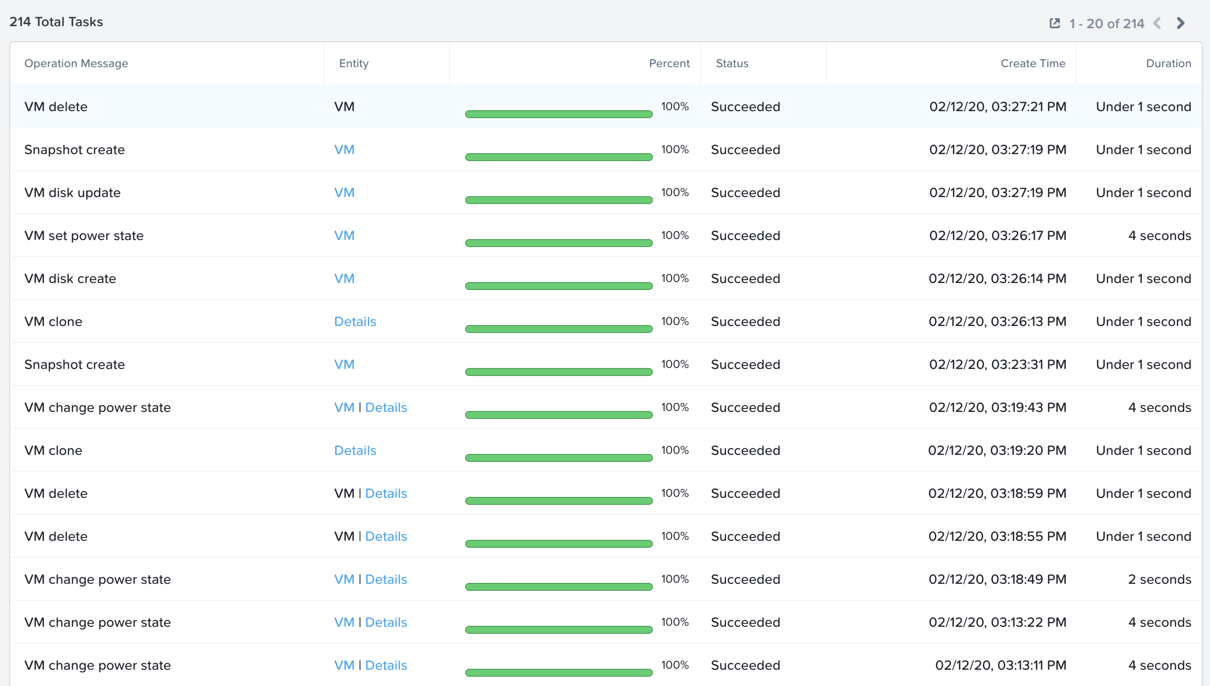 214 Total Tasks
1 - 20 of 214
Operation Message Entity Percent Status Create Time Duration
VM delete VM 100% Succeeded 02/12/20, 03:27:21 PM Under 1 second
Snapshot create VM 100% Succeeded 02/12/20, 03:27:19 PM Under 1 second
VM disk update VM 100% Succeeded 02/12/20, 03:27:19 PM Under 1 second
VM set power state VM 100% Succeeded 02/12/20, 03:26:17 PM 4 seconds
VM disk create VM 100% Succeeded 02/12/20, 03:26:14 PM Under 1 second
VM clone Details 100% Succeeded 02/12/20, 03:26:13 PM Under 1 second
Snapshot create VM 100% Succeeded 02/12/20, 03:23:31 PM Under 1 second
VM change power state VM | Details 100% Succeeded 02/12/20, 03:19:43 PM 4 seconds
VM clone Details 100% Succeeded 02/12/20, 03:19:20 PM Under 1 second
VM delete VM | Details 100% Succeeded 02/12/20, 03:18:59 PM Under 1 second
VM delete VM | Details 100% Succeeded 02/12/20, 03:18:55 PM Under 1 second
VM change power state VM | Details 100% Succeeded 02/12/20, 03:18:49 PM 2 seconds
VM change power state VM | Details 100% Succeeded 02/12/20, 03:13:22 PM 4 seconds
VM change power state VM | Details 100% Succeeded 02/12/20, 03:13:11 PM 4 seconds